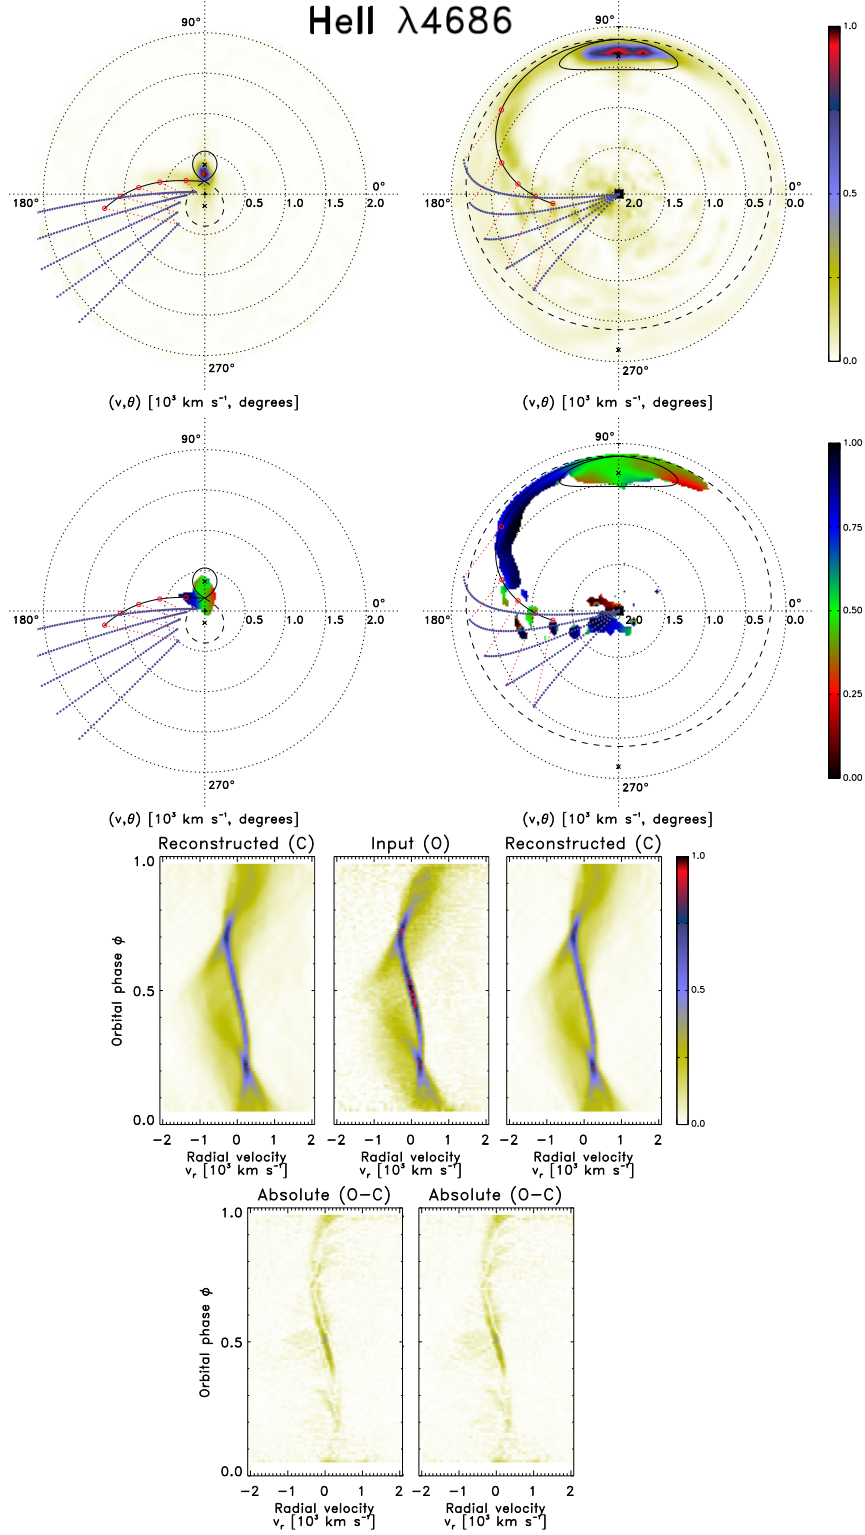 HeII λ4686
90° 90° 1.0
180° 0° 180° 0°
0.5 1.0 1.5 2.0 2.0 1.5 1.0 0.5 0.0 0.5
270° 270° 0.0
(v,θ) [10³ km s⁻¹, degrees] (v,θ) [10³ km s⁻¹, degrees]
90° 90° 1.00
0.75
180° 0° 180° 0°
0.5 1.0 1.5 2.0 2.0 1.5 1.0 0.5 0.0 0.50
0.25
270° 270° 0.00
(v,θ) [10³ km s⁻¹, degrees] (v,θ) [10³ km s⁻¹, degrees]
Reconstructed (C) Input (O) Reconstructed (C)
1.0 1.0
Orbital phase ϕ
0.5 0.5
0.0 0.0
−2 −1 0 1 2 −2 −1 0 1 2 −2 −1 0 1 2
Radial velocity Radial velocity Radial velocity
vᵣ [10³ km s⁻¹] vᵣ [10³ km s⁻¹] vᵣ [10³ km s⁻¹]
Absolute (O−C) Absolute (O−C)
1.0
Orbital phase ϕ
0.5
0.0
−2 −1 0 1 2 −2 −1 0 1 2
Radial velocity Radial velocity
vᵣ [10³ km s⁻¹] vᵣ [10³ km s⁻¹]